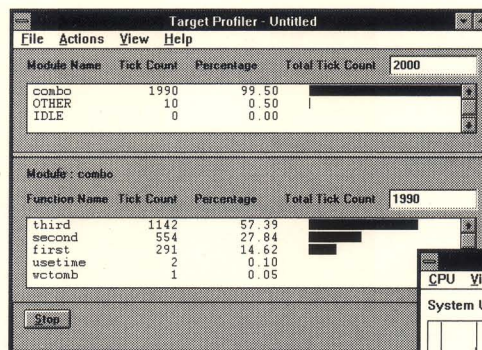 Target Profiler - Untitled
File Actions View Help
Module Name Tick Count Percentage Total Tick Count 2000
combo 1990 99.50
OTHER 10 0.50
IDLE 0 0.00
Module : combo
Function Name Tick Count Percentage Total Tick Count 1990
third 1142 57.39
second 554 27.84
first 291 14.62
usetime 2 0.10
wctomb 1 0.05
Stop
CPU
System